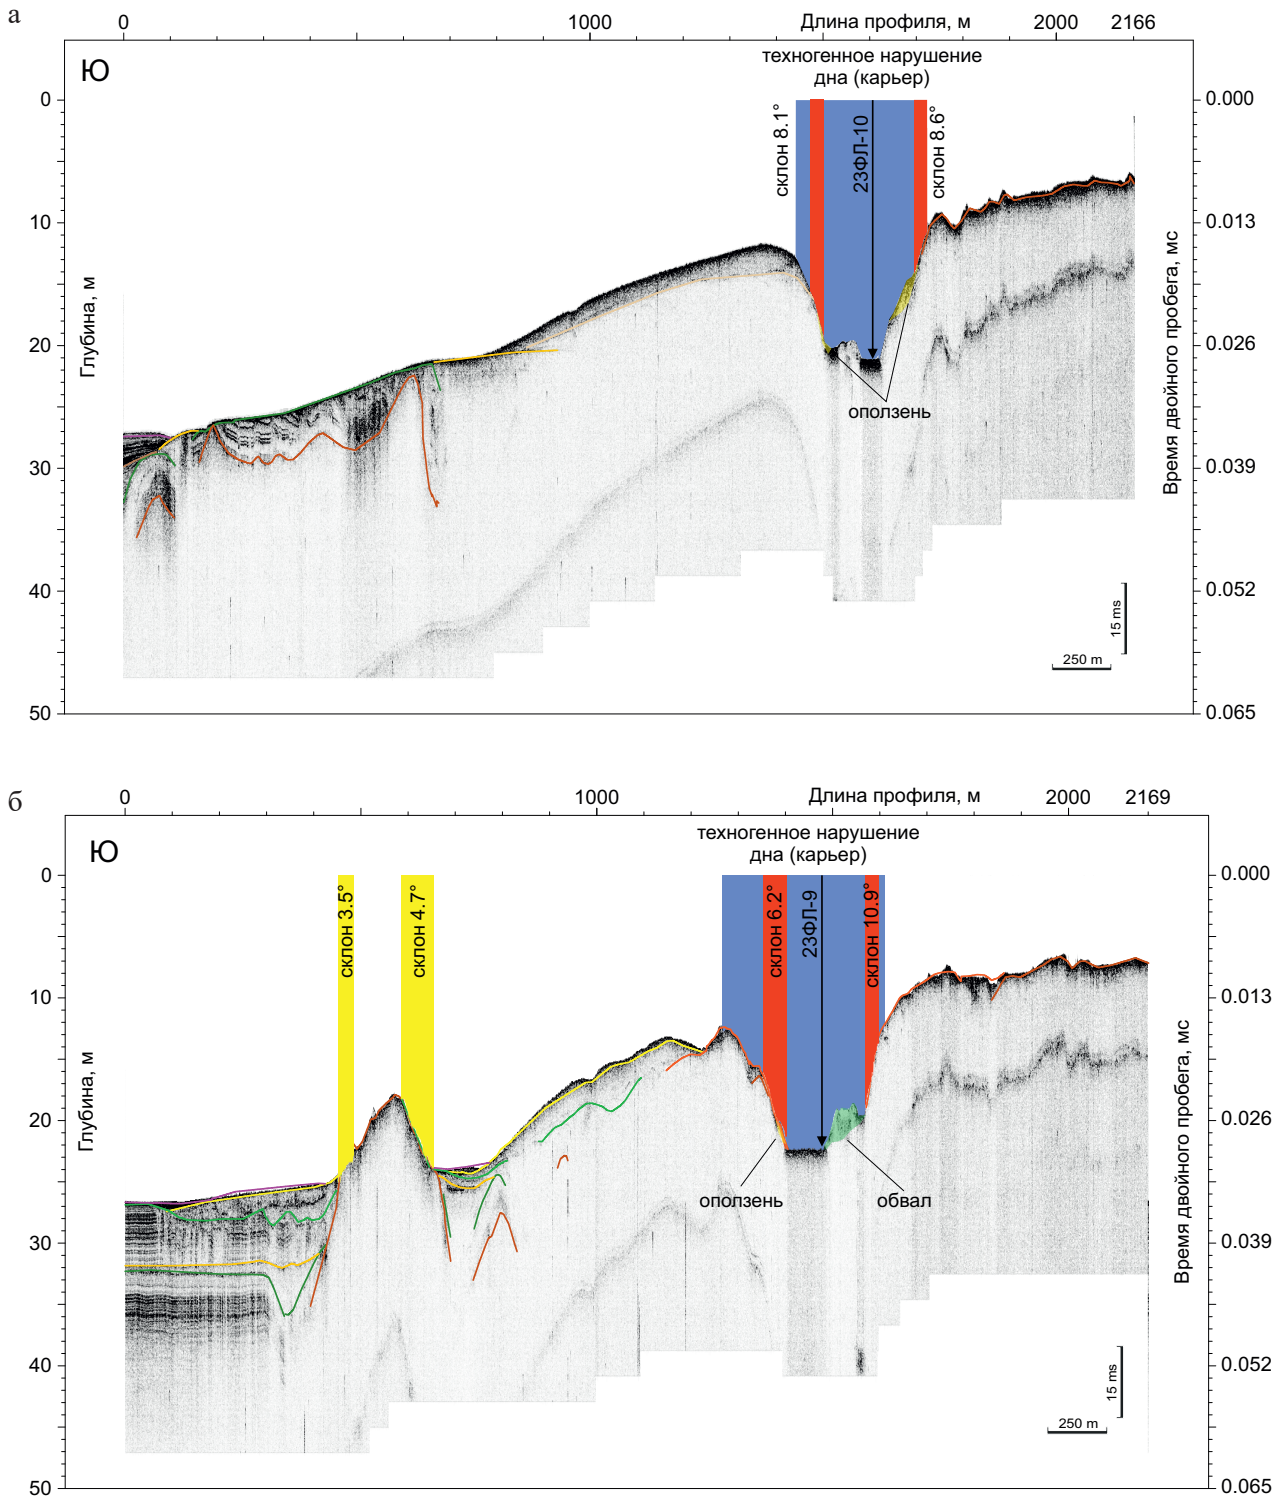 а
0 1000 Длина профиля, м 2000 2166
Ю
техногенное нарушение
дна (карьер)
склон 8.1°
23ФЛ-10
склон 8.6°
0
10
20
30
40
50
Глубина, м
0.000
0.013
0.026
0.039
0.052
0.065
Время двойного пробега, мс
оползень
15 ms
250 m
б
0 1000 Длина профиля, м 2000 2169
Ю
техногенное нарушение
дна (карьер)
склон 3.5°
склон 4.7°
склон 6.2°
23ФЛ-9
склон 10.9°
0
10
20
30
40
50
Глубина, м
0.000
0.013
0.026
0.039
0.052
0.065
Время двойного пробега, мс
оползень
обвал
15 ms
250 m